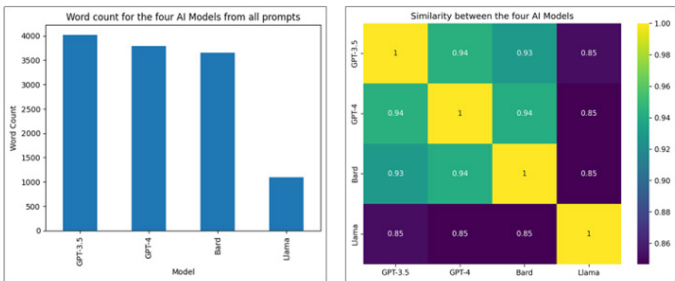 Word count for the four AI Models from all prompts
Word Count
4000
3500
3000
2500
2000
1500
1000
500
0
GPT-3.5
GPT-4
Bard
Llama
Model
Similarity between the four AI Models
GPT-3.5
1
0.94
0.93
0.85
GPT-4
0.94
1
0.94
0.85
Bard
0.93
0.94
1
0.85
Llama
0.85
0.85
0.85
1
GPT-3.5
GPT-4
Bard
Llama
1.00
0.98
0.96
0.94
0.92
0.90
0.88
0.86